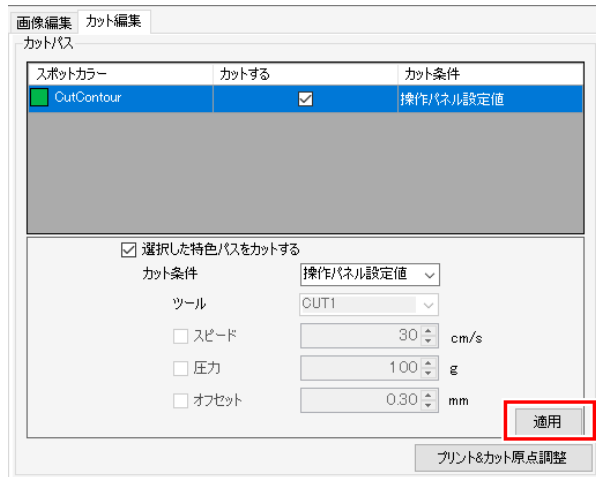 画像編集 カット編集
カットパス
スポットカラー カットする カット条件
CutContour 操作パネル設定値
選択した特色パスをカットする
カット条件 操作パネル設定値
ツール CUT1
スピード 30 cm/s
圧力 100 g
オフセット 0.30 mm
適用
プリント&カット原点調整